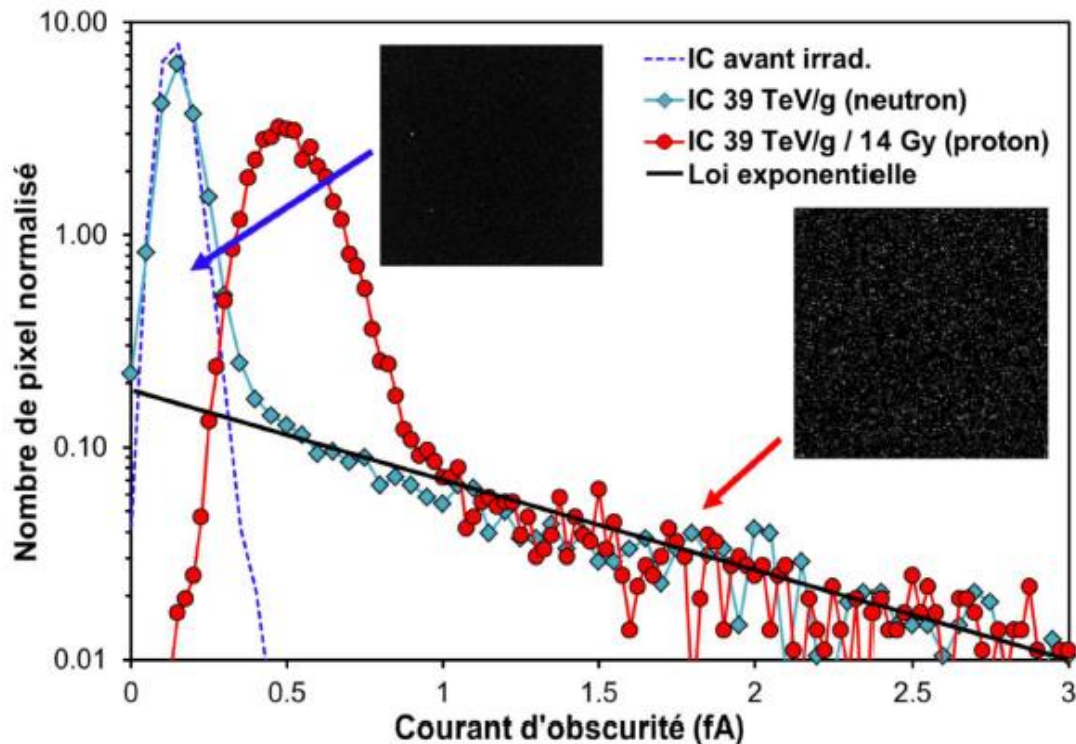 10.00
1.00
0.10
0.01
Nombre de pixel normalisé
IC avant irrad.
IC 39 TeV/g (neutron)
IC 39 TeV/g / 14 Gy (proton)
Loi exponentielle
0
0.5
1
1.5
2
2.5
3
Courant d'obscurité (fA)